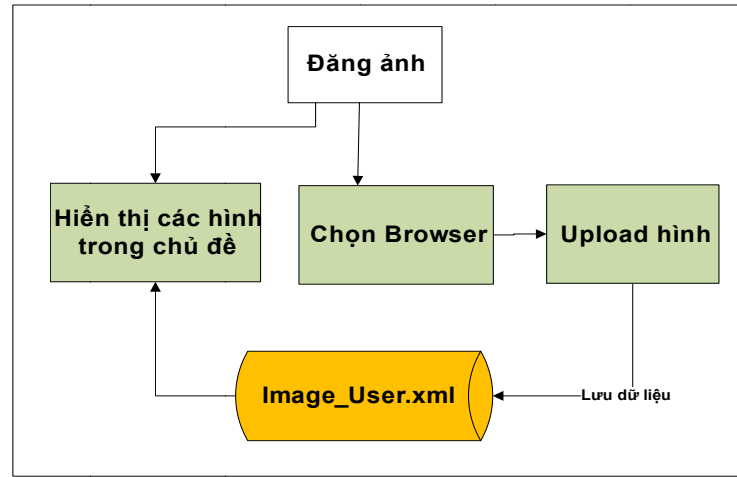 Đăng ảnh
Hiển thị các hình
trong chủ đề
Chọn Browser
Upload hình
Image_User.xml
Lưu dữ liệu